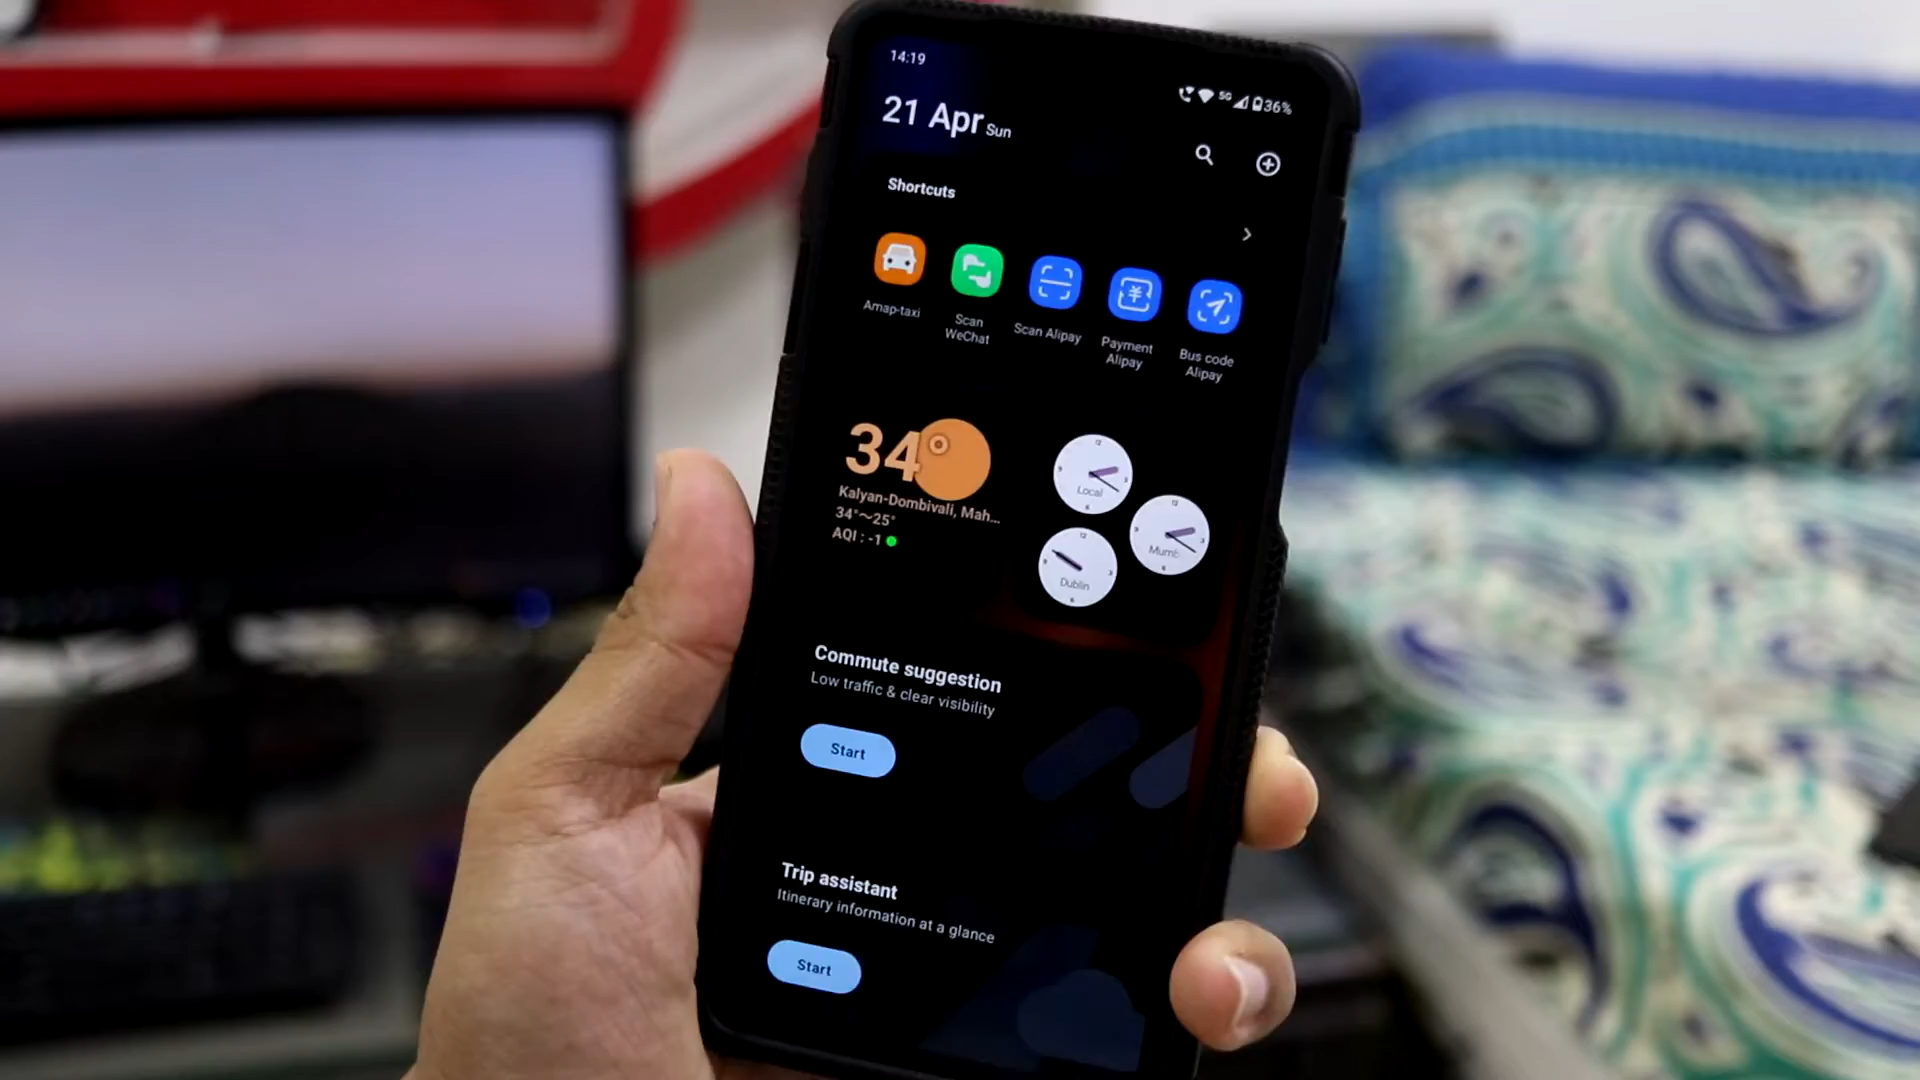 14:19
5G 36%
21 Apr Sun
Shortcuts
Amap-taxi
Scan
WeChat
Scan Alipay
Payment
Alipay
Bus code
Alipay
34
Kalyan-Dombivali, Mah...
34°~25°
AQI : -1
Local
Mumb
Dublin
Commute suggestion
Low traffic & clear visibility
Start
Trip assistant
Itinerary information at a glance
Start